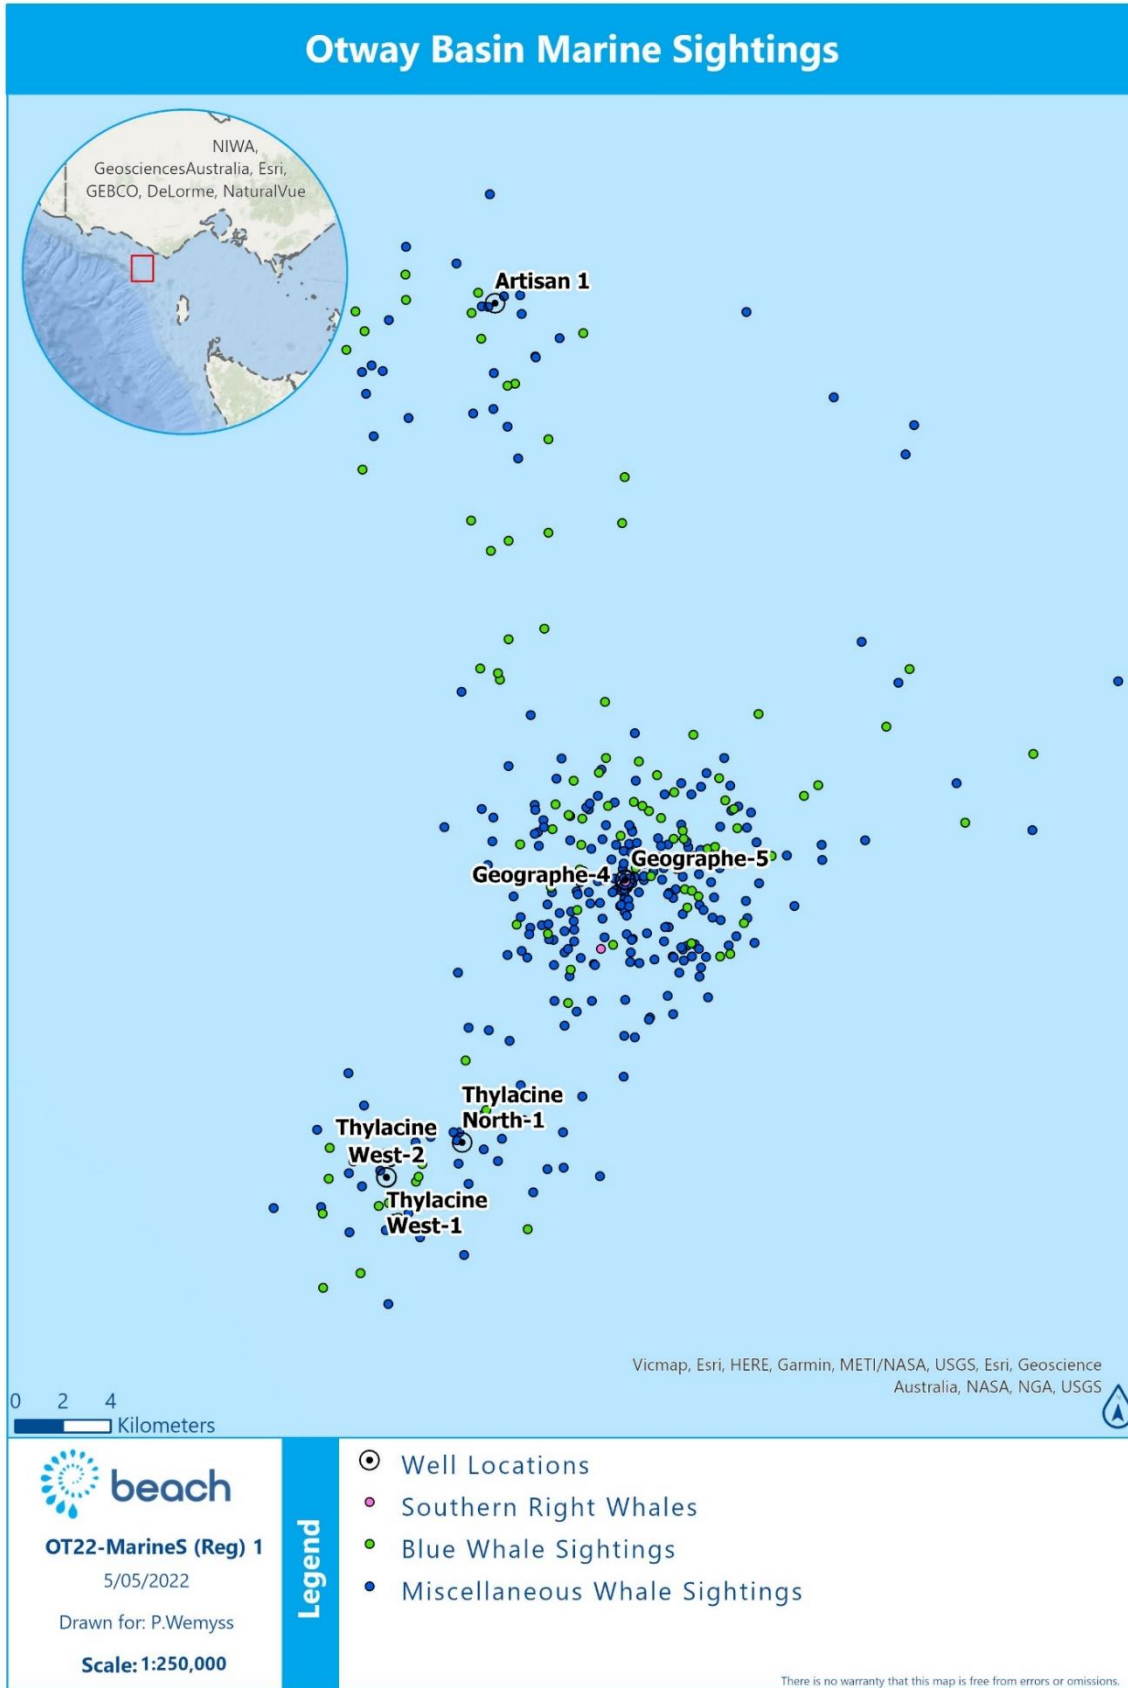 Otway Basin Marine Sightings
NIWA,
GeosciencesAustralia, Esri,
GEBCO, DeLorme, NaturalVue
Artisan 1
Geographe-5
Geographe-4
Thylacine
North-1
Thylacine
West-2
Thylacine
West-1
Vicmap, Esri, HERE, Garmin, METI/NASA, USGS, Esri, Geoscience
Australia, NASA, NGA, USGS
0 2 4
Kilometers
beach
OT22-MarineS (Reg) 1
5/05/2022
Drawn for: P.Wemyss
Scale: 1:250,000
Legend
Well Locations
Southern Right Whales
Blue Whale Sightings
Miscellaneous Whale Sightings
There is no warranty that this map is free from errors or omissions.